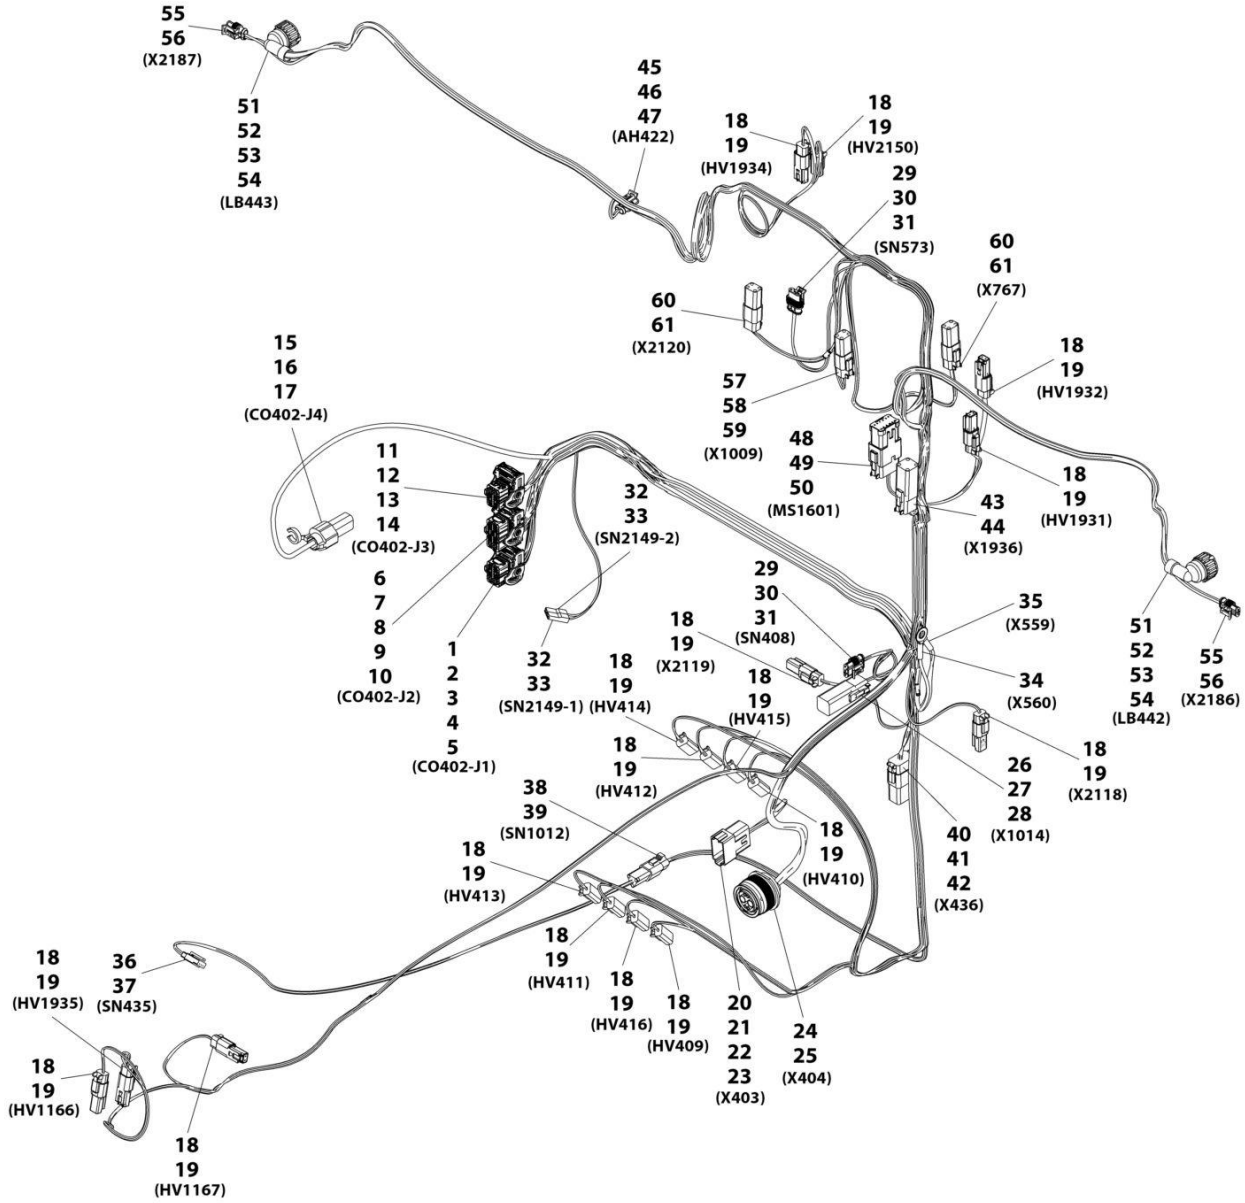 55
56
(X2187)
51
52
53
54
(LB443)
45
46
47
(AH422)
18
19
(HV1934)
18
19
(HV2150)
29
30
31
(SN573)
60
61
(X767)
60
61
(X2120)
18
19
(HV1932)
15
16
17
(CO402-J4)
57
58
59
(X1009)
11
12
13
14
(CO402-J3)
48
49
50
(MS1601)
18
19
(HV1931)
32
33
(SN2149-2)
43
44
(X1936)
6
7
8
9
10
(CO402-J2)
29
30
31
(SN408)
35
(X559)
51
52
53
54
(LB442)
55
56
(X2186)
1
2
3
4
5
(CO402-J1)
32
33
(SN2149-1)
18
19
(X2119)
18
19
(HV414)
18
19
(HV415)
34
(X560)
18
19
(HV412)
26
27
28
(X1014)
18
19
(X2118)
38
39
(SN1012)
18
19
(HV410)
40
41
42
(X436)
18
19
(HV413)
18
19
(HV411)
18
19
(HV1935)
36
37
(SN435)
18
19
(HV416)
18
19
(HV409)
20
21
22
23
(X403)
24
25
(X404)
18
19
(HV1166)
18
19
(HV1167)